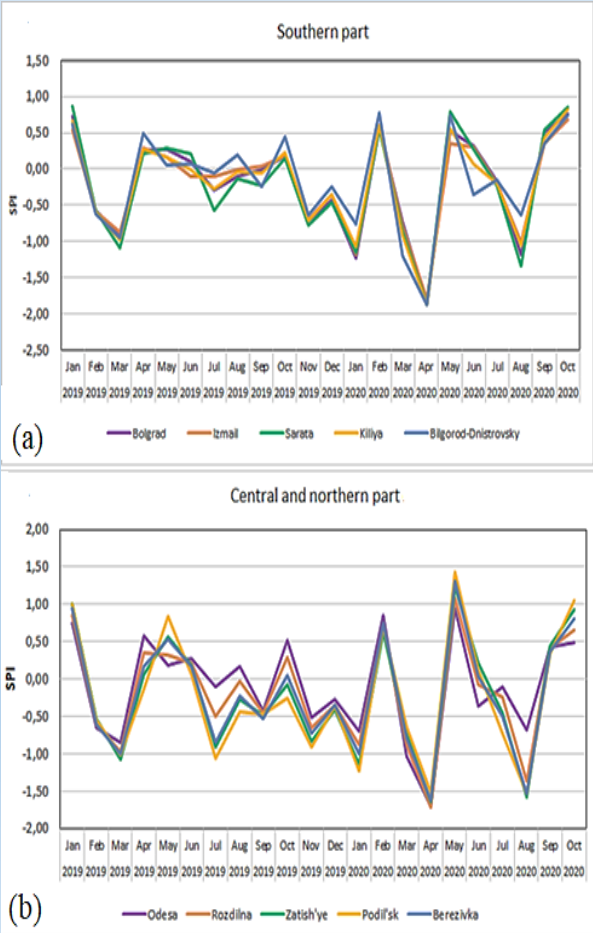 Southern part
1,50
1,00
0,50
0,00
-0,50
-1,00
-1,50
-2,00
-2,50
SPI
Jan Feb Mar Apr May Jun Jul Aug Sep Oct Nov Dec Jan Feb Mar Apr May Jun Jul Aug Sep Oct
2019 2019 2019 2019 2019 2019 2019 2019 2019 2019 2019 2019 2020 2020 2020 2020 2020 2020 2020 2020 2020 2020
Bolgrad Izmail Sarata Kiliya Bilgorod-Dnistrovsky
(a)
Central and northern part
2,00
1,50
1,00
0,50
0,00
-0,50
-1,00
-1,50
-2,00
SPI
Jan Feb Mar Apr May Jun Jul Aug Sep Oct Nov Dec Jan Feb Mar Apr May Jun Jul Aug Sep Oct
2019 2019 2019 2019 2019 2019 2019 2019 2019 2019 2019 2019 2020 2020 2020 2020 2020 2020 2020 2020 2020 2020
(b)
Odesa Rozdilna Zatish'ye Podil'sk Berezivka